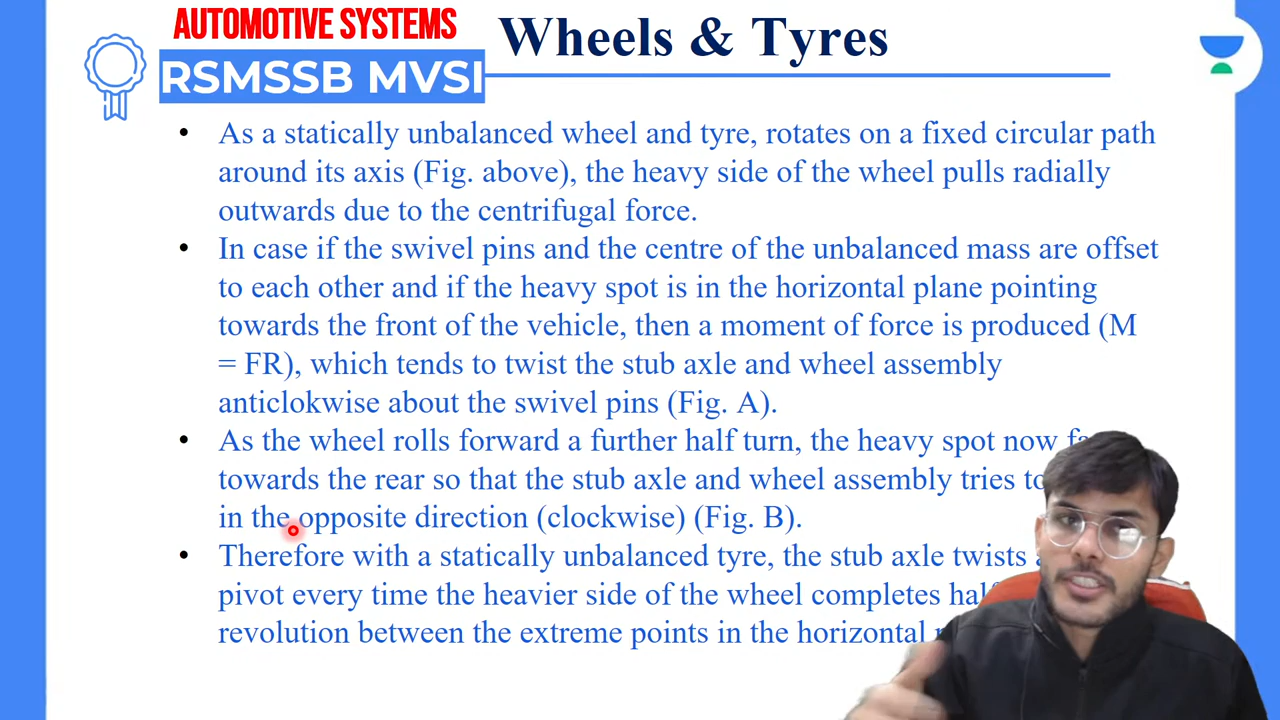 AUTOMOTIVE SYSTEMS
Wheels & Tyres
RSMSSB MVSI
• As a statically unbalanced wheel and tyre, rotates on a fixed circular path
around its axis (Fig. above), the heavy side of the wheel pulls radially
outwards due to the centrifugal force.
• In case if the swivel pins and the centre of the unbalanced mass are offset
to each other and if the heavy spot is in the horizontal plane pointing
towards the front of the vehicle, then a moment of force is produced (M
= FR), which tends to twist the stub axle and wheel assembly
anticlokwise about the swivel pins (Fig. A).
• As the wheel rolls forward a further half turn, the heavy spot now
towards the rear so that the stub axle and wheel assembly tries to
in the opposite direction (clockwise) (Fig. B).
• Therefore with a statically unbalanced tyre, the stub axle twists
pivot every time the heavier side of the wheel completes
revolution between the extreme points in the horizontal